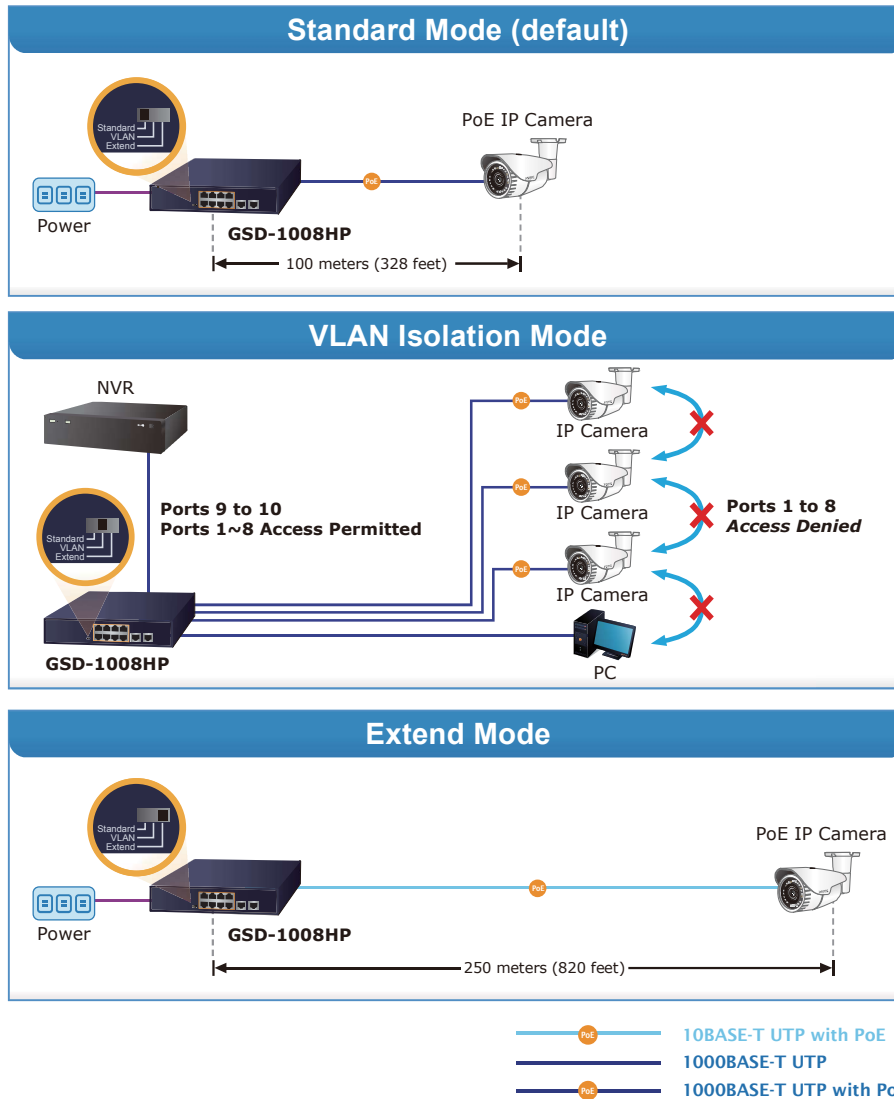 Standard Mode (default)
Standard
VLAN
Extend
PoE IP Camera
PoE
Power
GSD-1008HP
100 meters (328 feet)
VLAN Isolation Mode
NVR
PoE
IP Camera
Ports 9 to 10
Ports 1~8 Access Permitted
PoE
IP Camera
Ports 1 to 8
Access Denied
Standard
VLAN
Extend
PoE
IP Camera
GSD-1008HP
PC
Extend Mode
Standard
VLAN
Extend
PoE IP Camera
PoE
Power
GSD-1008HP
250 meters (820 feet)
PoE 10BASE-T UTP with PoE
1000BASE-T UTP
PoE 1000BASE-T UTP with Po